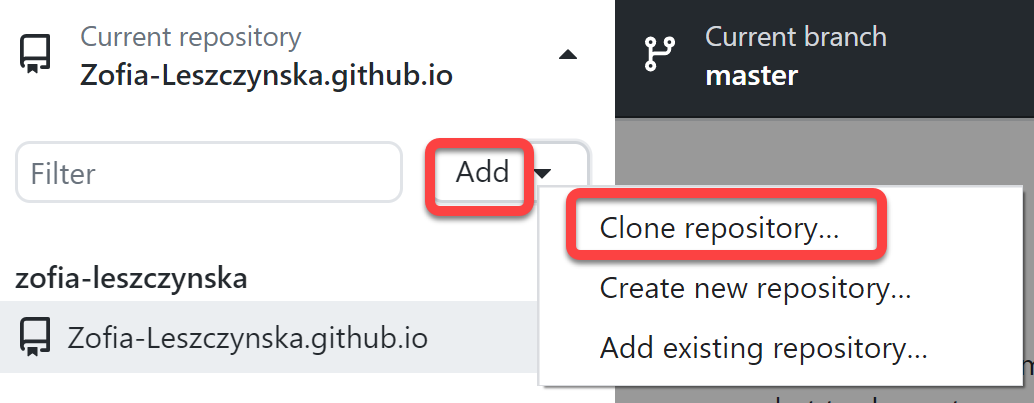 Current repository
Zofia-Leszczynska.github.io
Current branch
master
Filter
Add
Clone repository...
Create new repository...
Add existing repository...
zofia-leszczynska
Zofia-Leszczynska.github.io